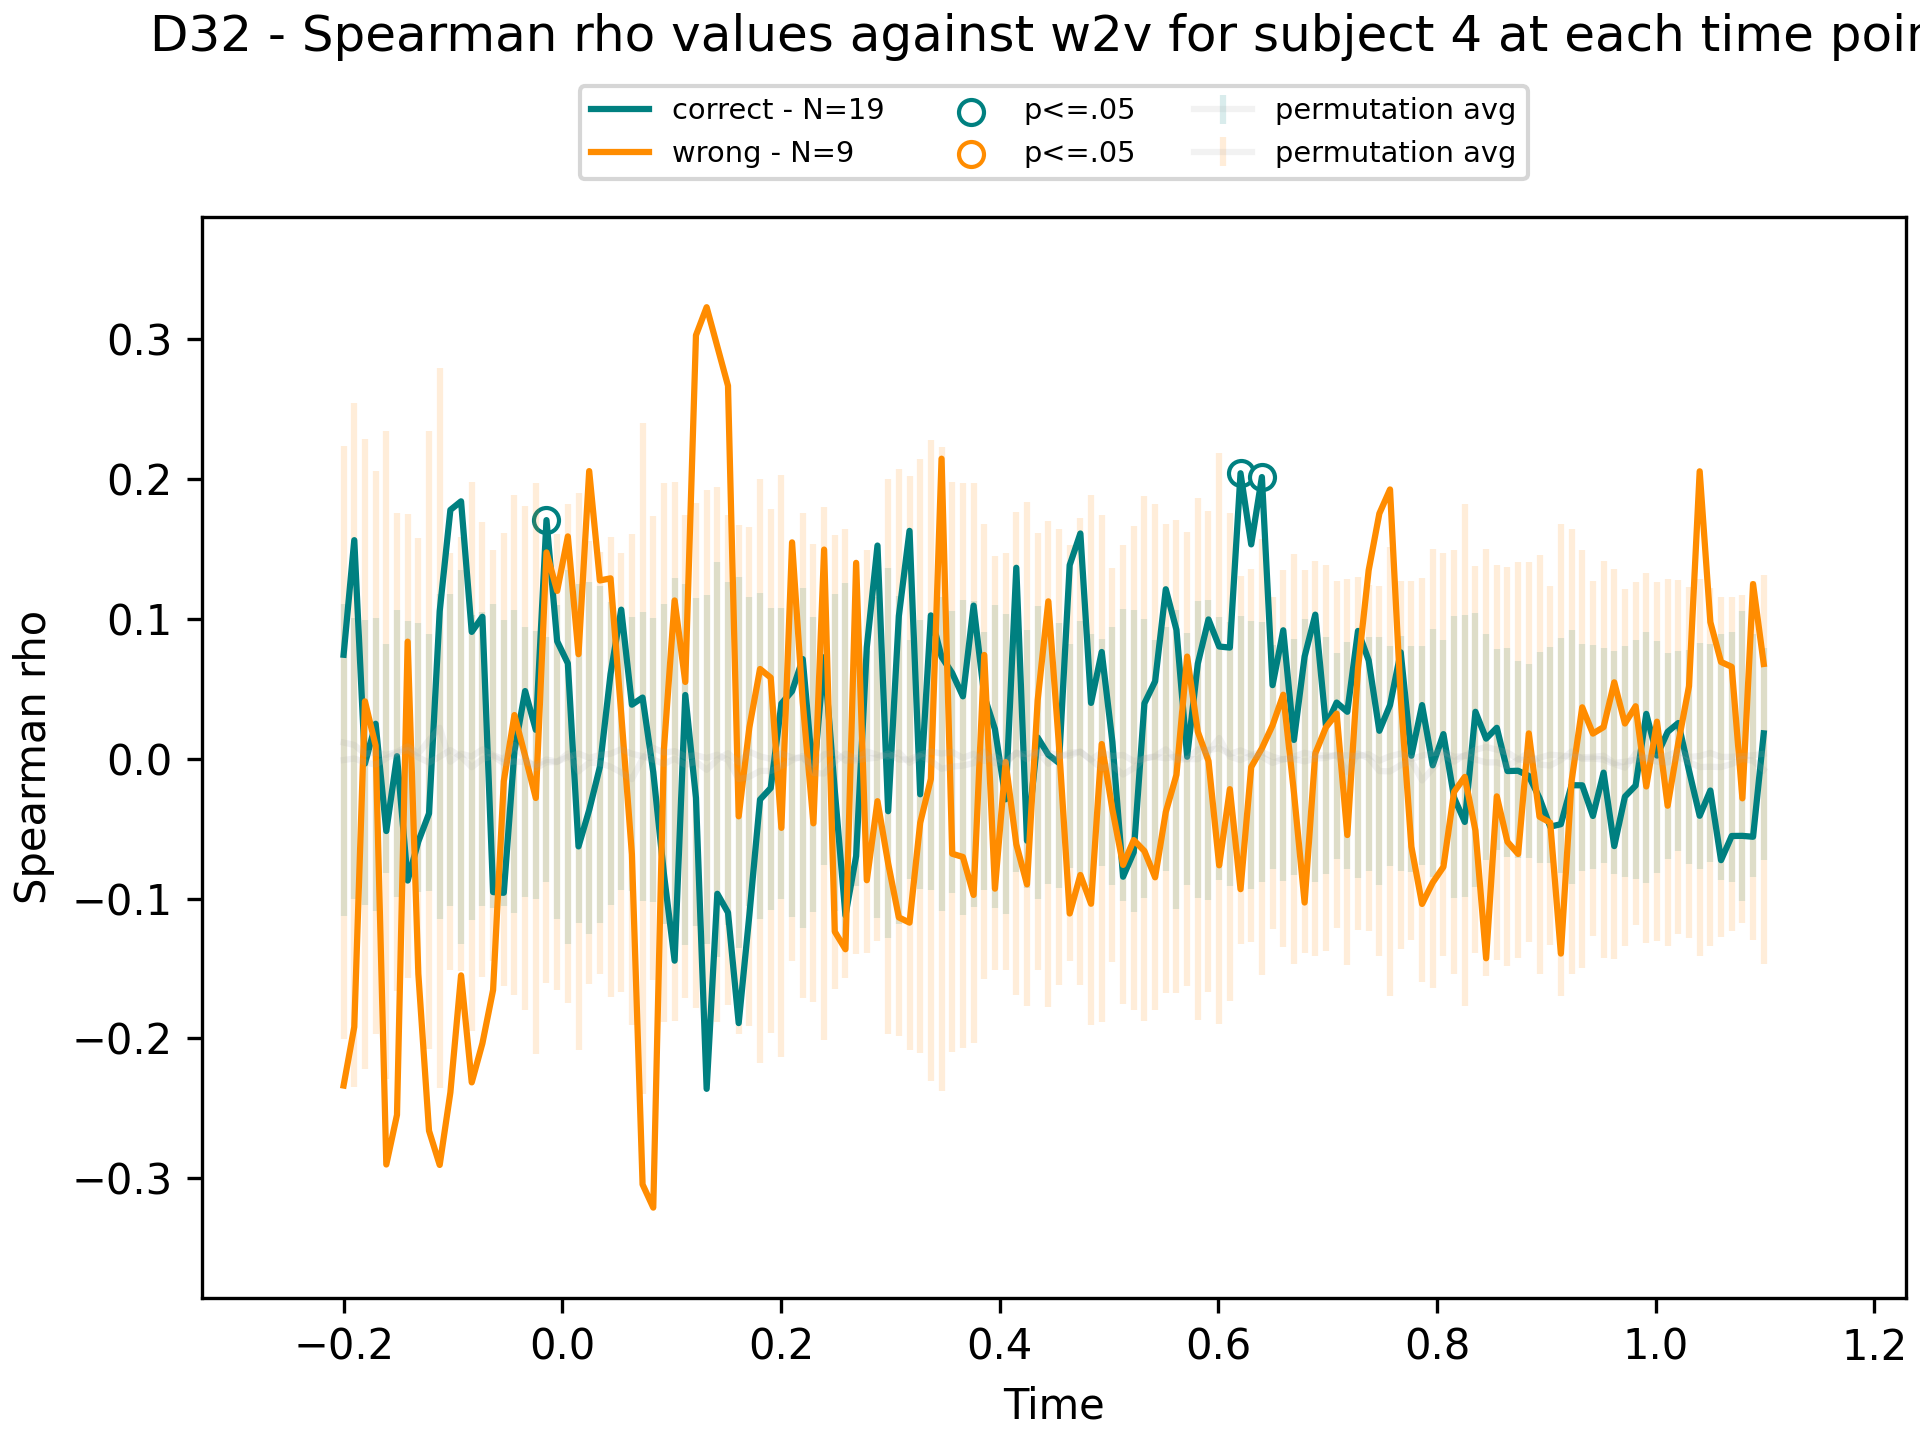 D32 - Spearman rho values against w2v for subject 4 at each time poin
correct - N=19 p<=.05 permutation avg
wrong - N=9 p<=.05 permutation avg
Spearman rho
0.3
0.2
0.1
0.0
−0.1
−0.2
−0.3
−0.2 0.0 0.2 0.4 0.6 0.8 1.0 1.2
Time